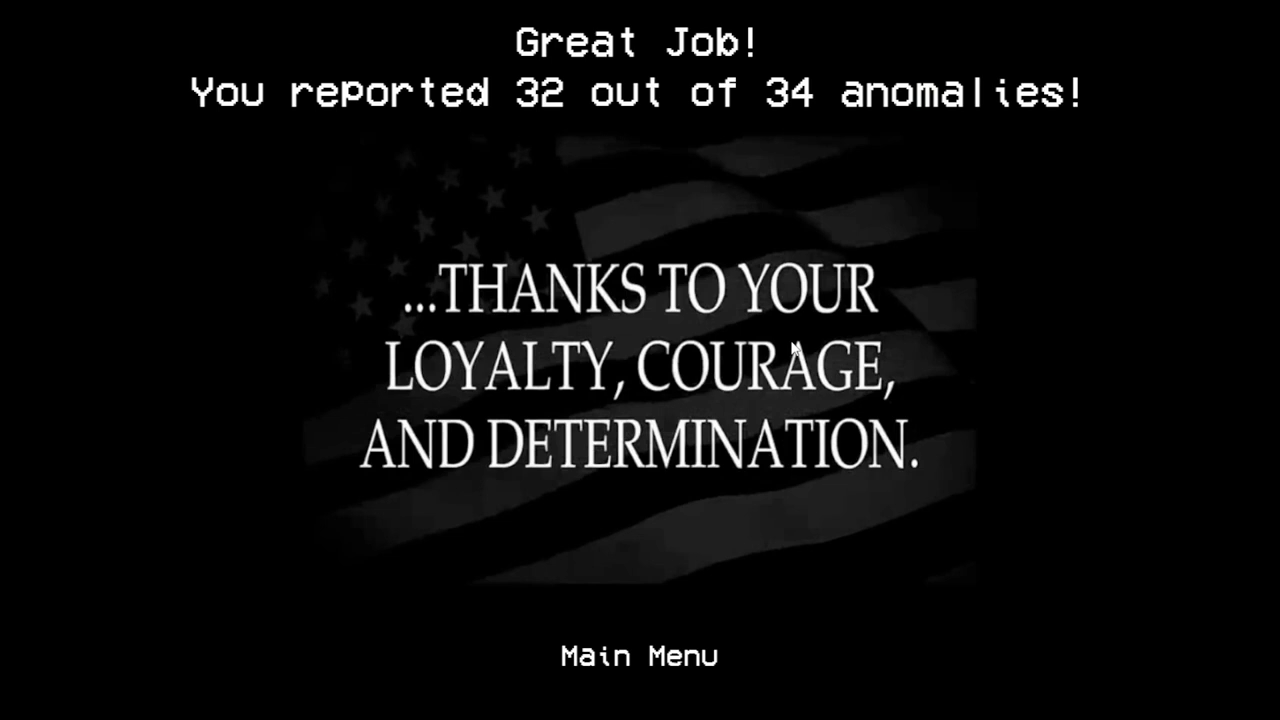 Great Job!
You reported 32 out of 34 anomalies!
...THANKS TO YOUR
LOYALTY, COURAGE,
AND DETERMINATION.
Main Menu